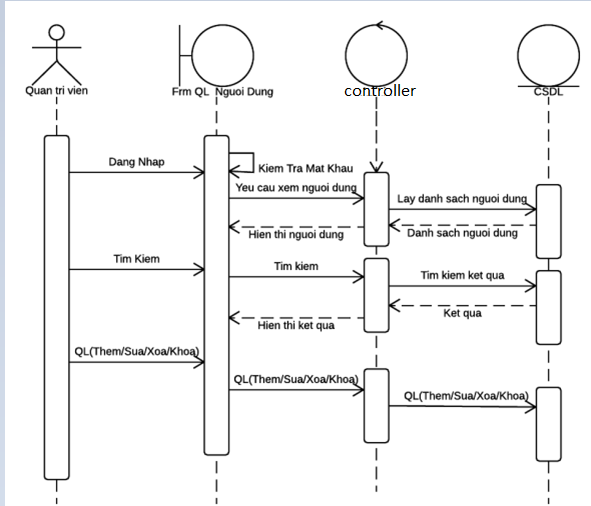 Quan tri vien
Frm QL Nguoi Dung
controller
CSDL
Dang Nhap
Kiem Tra Mat Khau
Yeu cau xem nguoi dung
Lay danh sach nguoi dung
Hien thi nguoi dung
Danh sach nguoi dung
Tim Kiem
Tim kiem
Tim kiem ket qua
Ket qua
Hien thi ket qua
QL(Them/Sua/Xoa/Khoa)
QL(Them/Sua/Xoa/Khoa)
QL(Them/Sua/Xoa/Khoa)